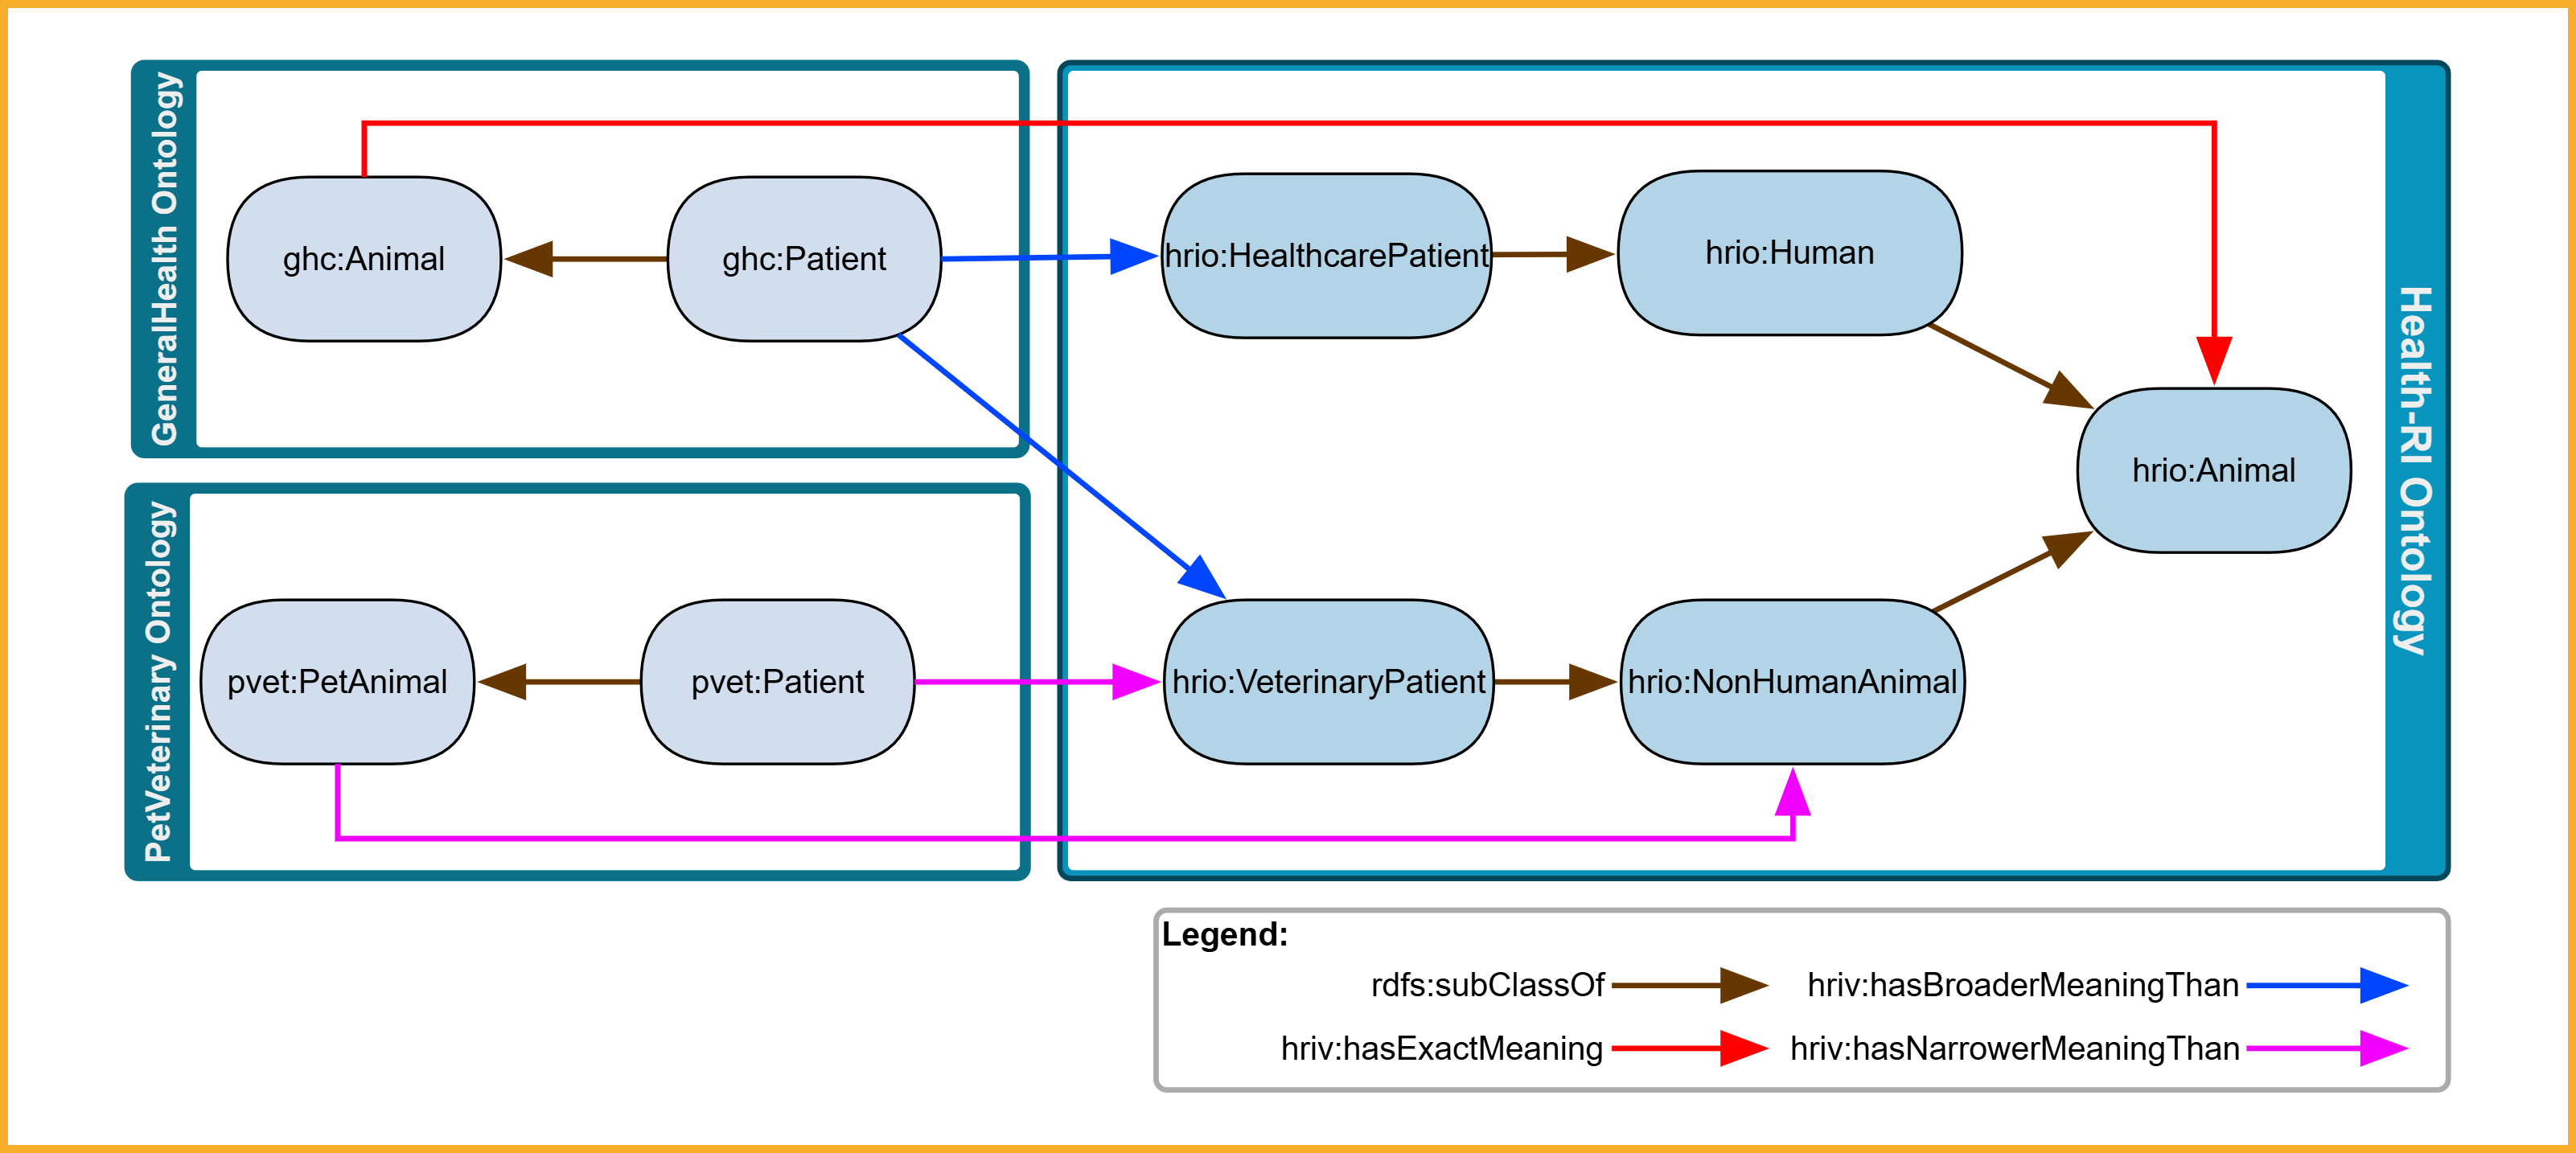 GeneralHealth Ontology
ghc:Animal
ghc:Patient
hrio:HealthcarePatient
hrio:Human
hrio:Animal
Health-RI Ontology
PetVeterinary Ontology
pvet:PetAnimal
pvet:Patient
hrio:VeterinaryPatient
hrio:NonHumanAnimal
Legend:
rdfs:subClassOf
hriv:hasBroaderMeaningThan
hriv:hasExactMeaning
hriv:hasNarrowerMeaningThan